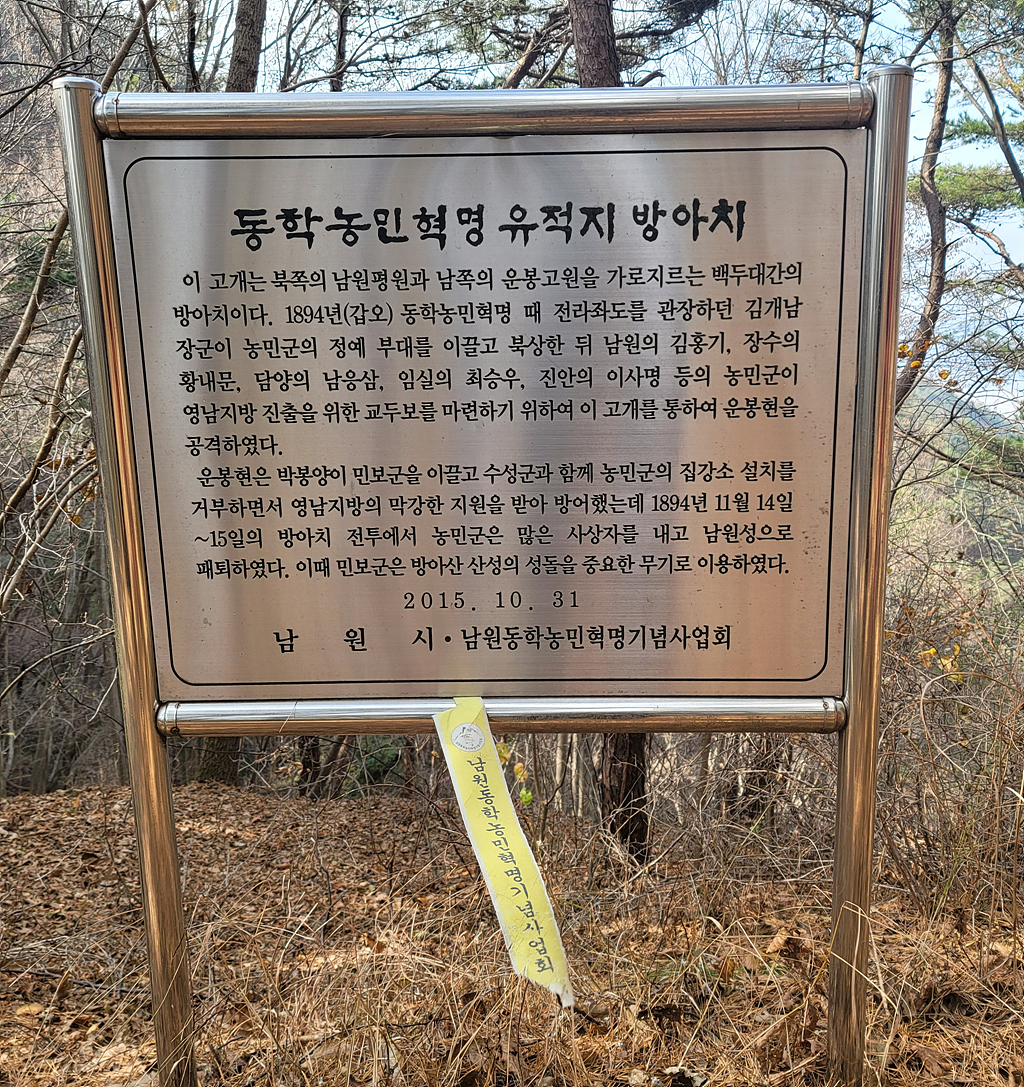 동학농민혁명 유적지 방아치
이 고개는 북쪽의 남원평원과 남쪽의 운봉고원을 가로지르는 백두대간의
방아치이다. 1894년(갑오) 동학농민혁명 때 전라좌도를 관장하던 김개남
장군이 농민군의 정예 부대를 이끌고 북상한 뒤 남원의 김홍기, 장수의
황내문, 담양의 남응삼, 임실의 최승우, 진안의 이사명 등의 농민군이
영남지방 진출을 위한 교두보를 마련하기 위하여 이 고개를 통하여 운봉현을
공격하였다.
운봉현은 박봉양이 민보군을 이끌고 수성군과 함께 농민군의 집강소 설치를
거부하면서 영남지방의 막강한 지원을 받아 방어했는데 1894년 11월 14일
~15일의 방아치 전투에서 농민군은 많은 사상자를 내고 남원성으로
패퇴하였다. 이때 민보군은 방아산 산성의 성돌을 중요한 무기로 이용하였다.
2015. 10. 31
남 원 시·남원동학농민혁명기념사업회
남원동학농민혁명기념사업회